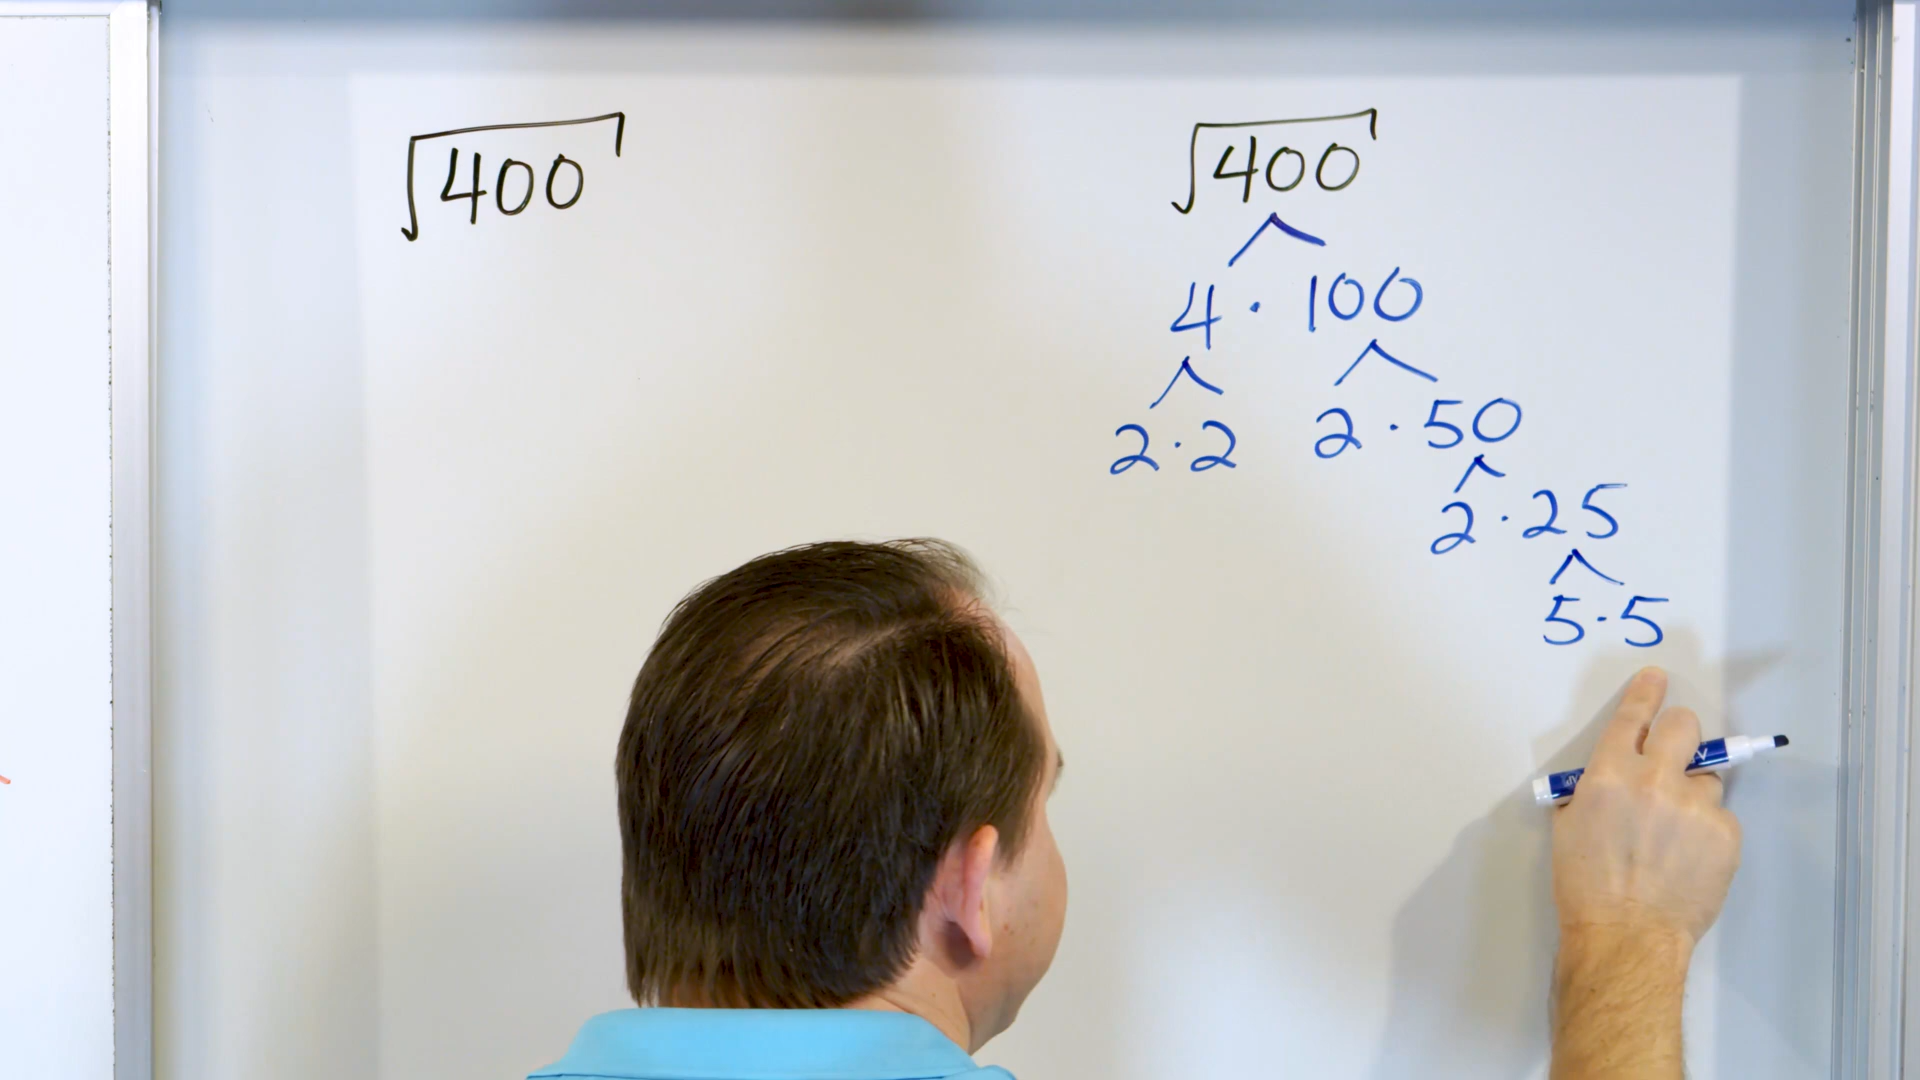 √400
√400
4 · 100
2 · 2 2 · 50
2 · 25
5 · 5